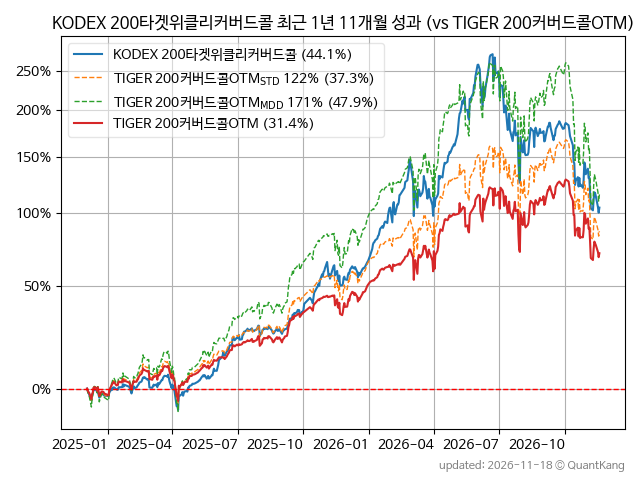 KODEX 200타겟위클리커버드콜 최근 1년 11개월 성과 (vs TIGER 200커버드콜OTM)
KODEX 200타겟위클리커버드콜 (44.1%)
TIGER 200커버드콜OTM_STD 122% (37.3%)
TIGER 200커버드콜OTM_MDD 171% (47.9%)
TIGER 200커버드콜OTM (31.4%)
250%
200%
150%
100%
50%
0%
2025-01 2025-04 2025-07 2025-10 2026-01 2026-04 2026-07 2026-10
updated: 2026-11-18 © QuantKang